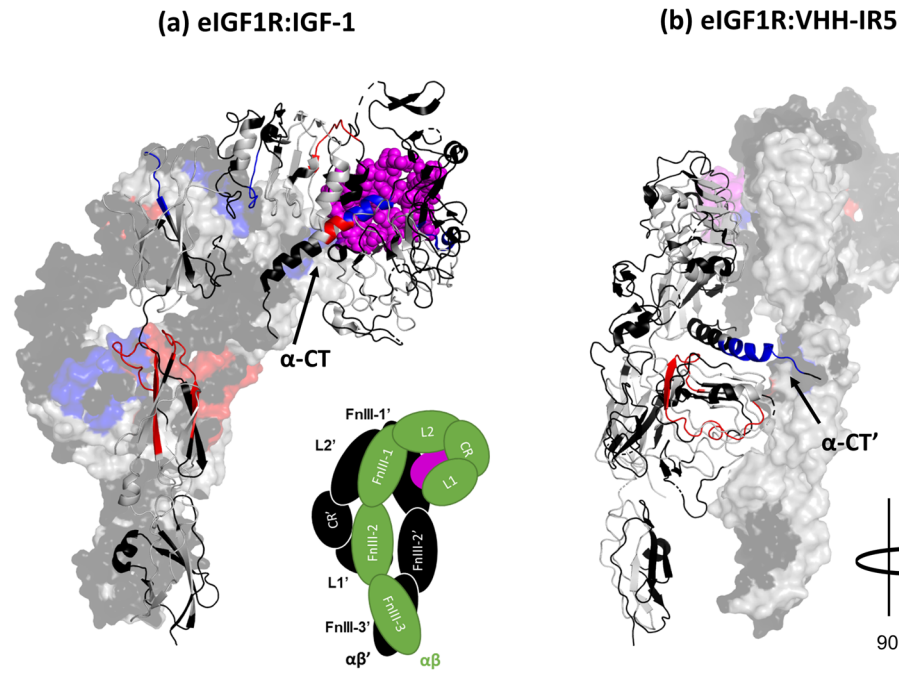 (a) eIGF1R:IGF-1
(b) eIGF1R:VHH-IR5
α-CT
α-CT’
FnIII-1’
L2’
L2
CR
FnIII-1
L1
CR’
FnIII-2
FnIII-2’
L1’
FnIII-3
FnIII-3’
αβ’
αβ
90